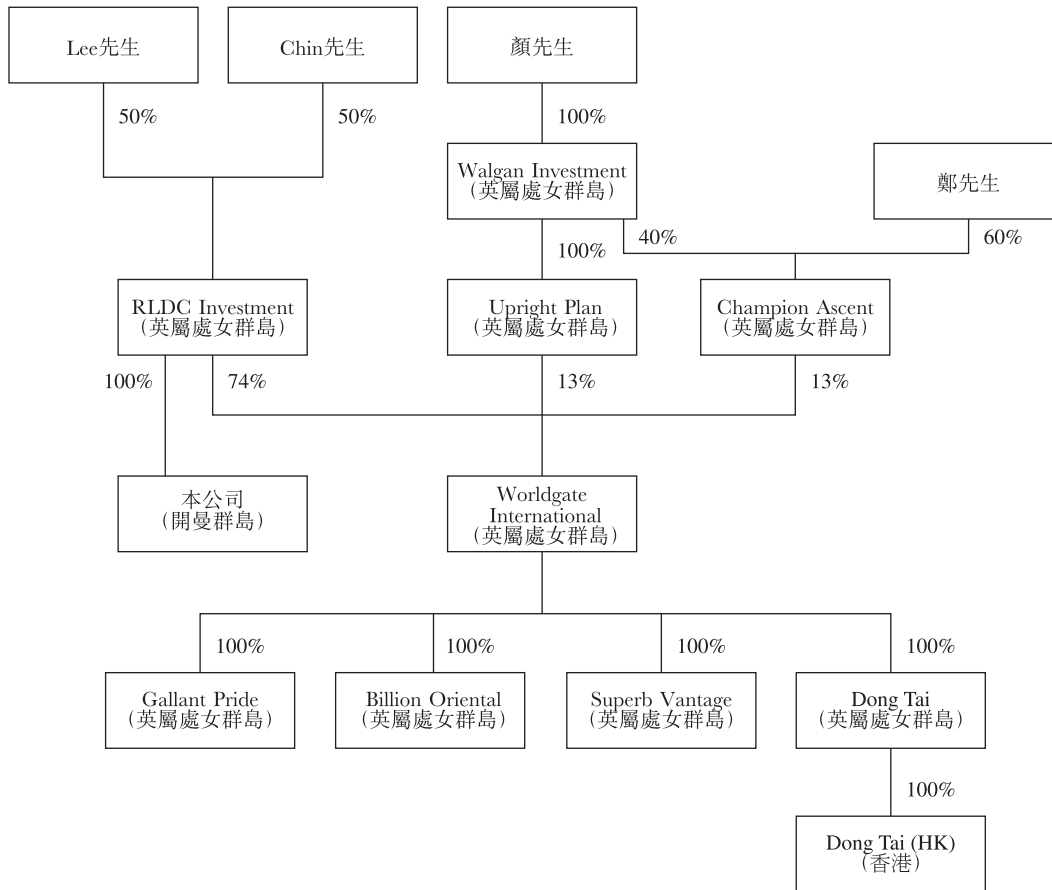 Lee先生
Chin先生
顏先生
50%
50%
100%
Walgan Investment
(英屬處女群島)
鄭先生
100%
40%
60%
RLDC Investment
(英屬處女群島)
Upright Plan
(英屬處女群島)
Champion Ascent
(英屬處女群島)
100%
74%
13%
13%
本公司
(開曼群島)
Worldgate
International
(英屬處女群島)
100%
100%
100%
100%
Gallant Pride
(英屬處女群島)
Billion Oriental
(英屬處女群島)
Superb Vantage
(英屬處女群島)
Dong Tai
(英屬處女群島)
100%
Dong Tai (HK)
(香港)